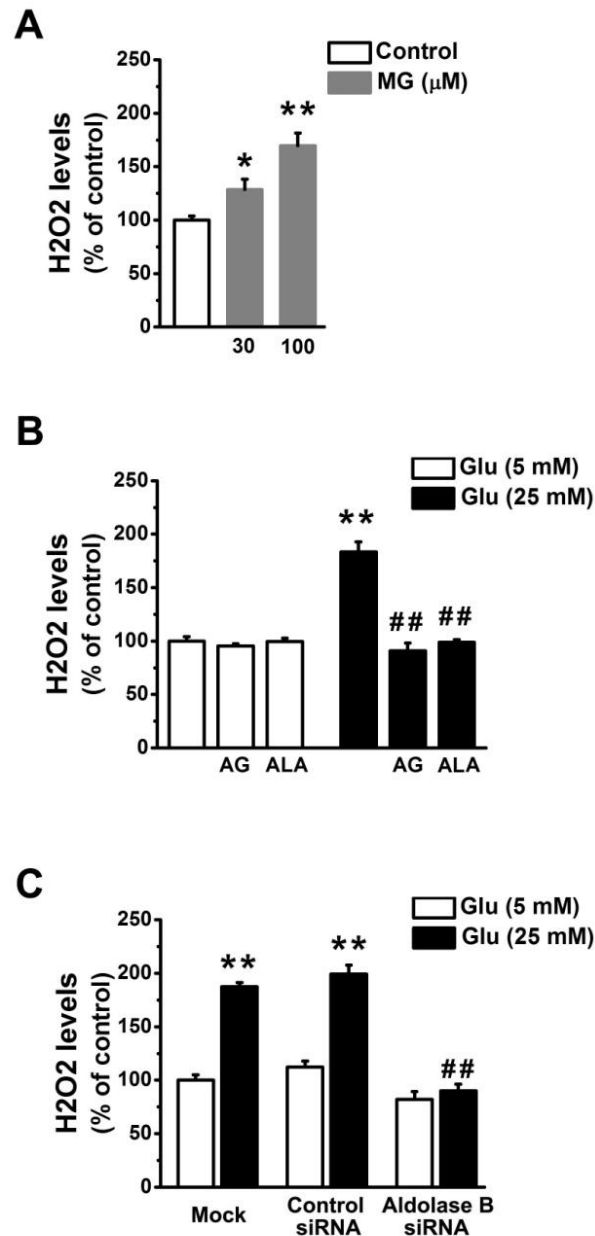 A
Control
MG (μM)
H2O2 levels
(% of control)
250
200
150
100
50
0
*
**
30 100
B
Glu (5 mM)
Glu (25 mM)
H2O2 levels
(% of control)
250
200
150
100
50
0
**
## ##
AG ALA AG ALA
C
Glu (5 mM)
Glu (25 mM)
H2O2 levels
(% of control)
250
200
150
100
50
0
** **
##
Mock Control Aldolase B
siRNA siRNA